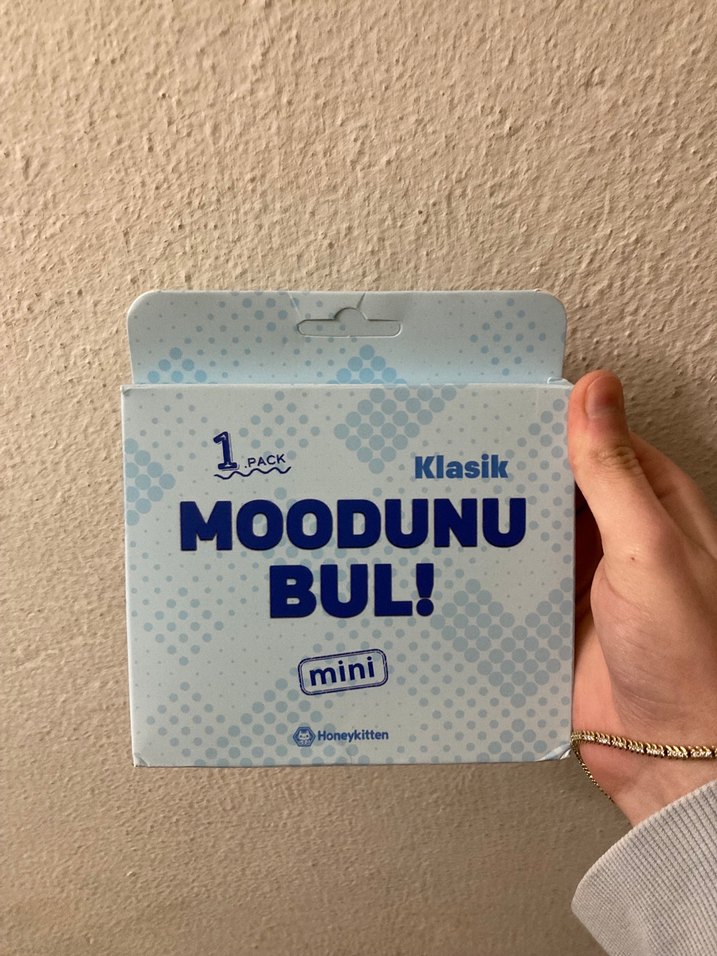 1.PACK
Klasik
MOODUNU
BUL!
mini
Honeykitten